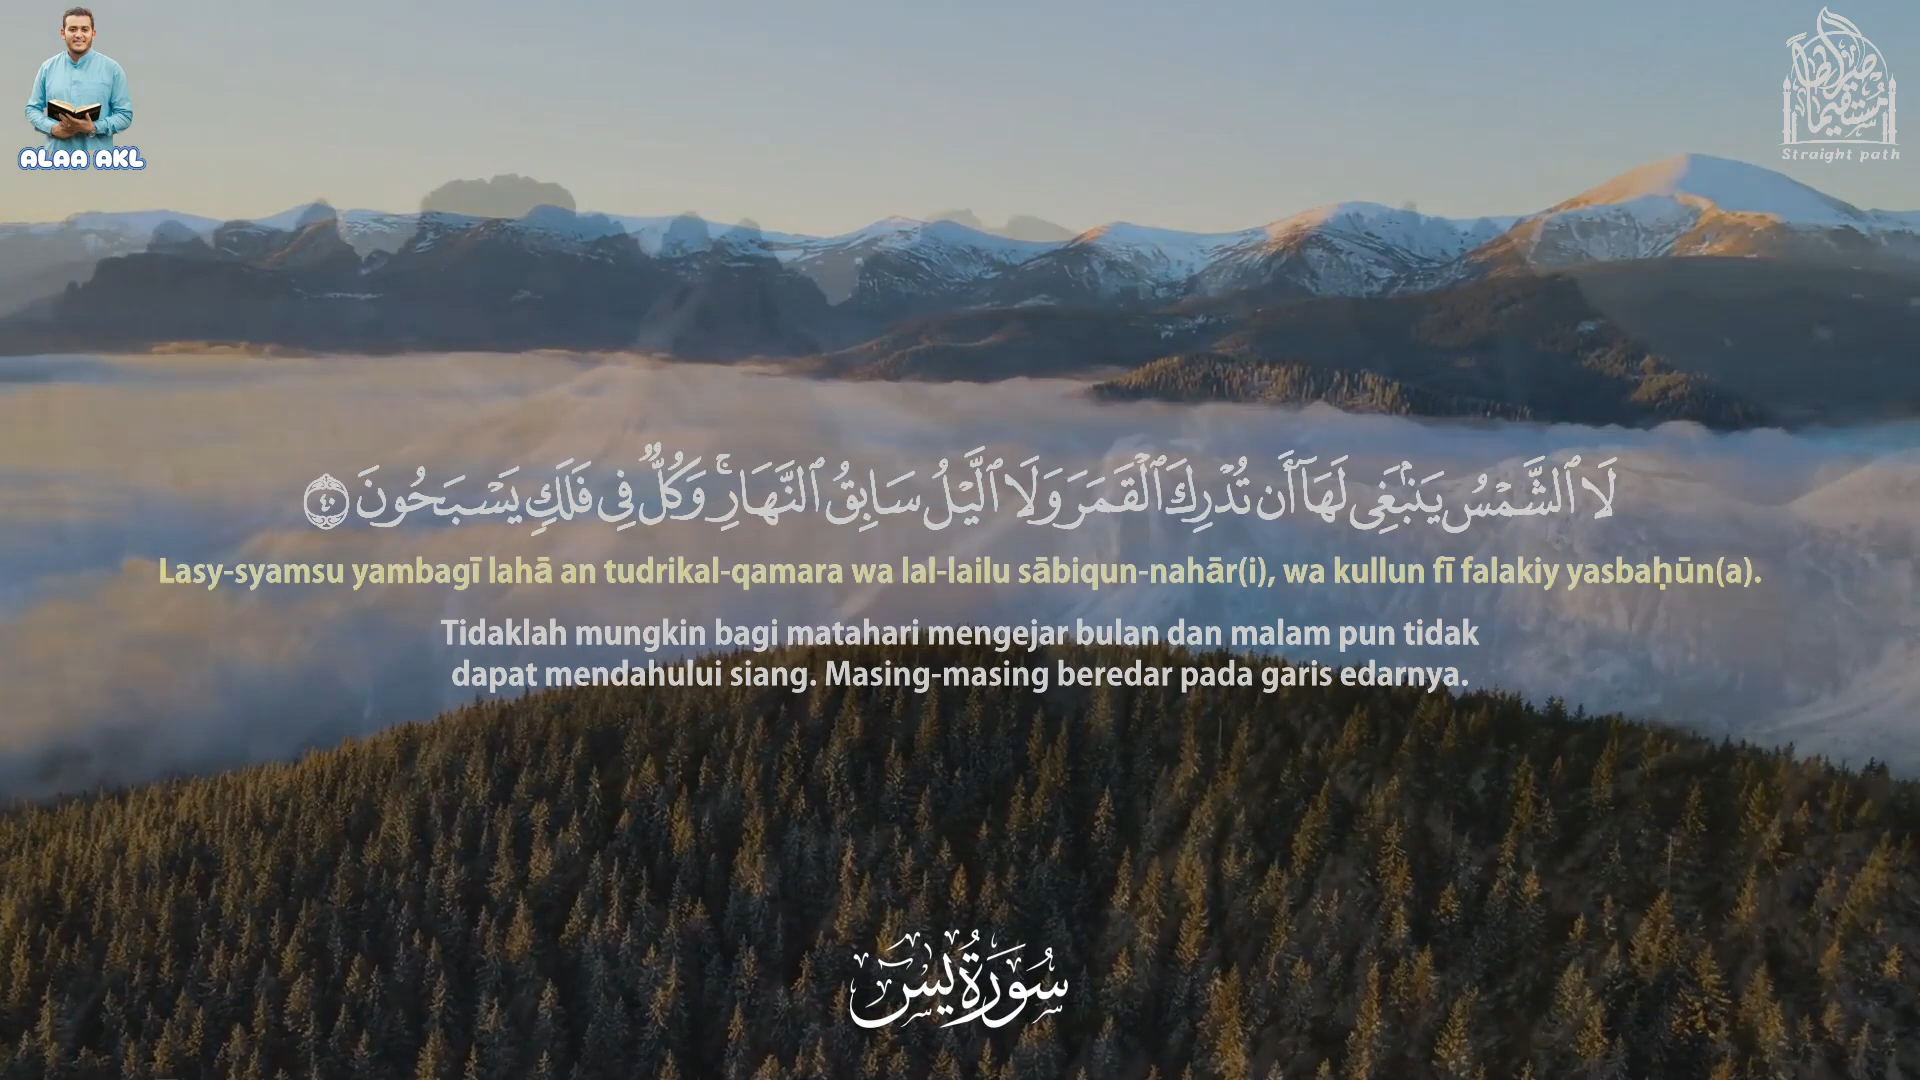 ALAA AKL
صراطا مستقيما
Straight path
لَا ٱلشَّمْسُ يَنۢبَغِى لَهَآ أَن تُدْرِكَ ٱلْقَمَرَ وَلَا ٱلَّيْلُ سَابِقُ ٱلنَّهَارِ ۚ وَكُلٌّ فِى فَلَكٍ يَسْبَحُونَ ٤٠
Lasy-syamsu yambagī lahā an tudrikal-qamara wa lal-lailu sābiqun-nahār(i), wa kullun fī falakiy yasbaḥūn(a).
Tidaklah mungkin bagi matahari mengejar bulan dan malam pun tidak
dapat mendahului siang. Masing-masing beredar pada garis edarnya.
سُورَةُ يسٓ